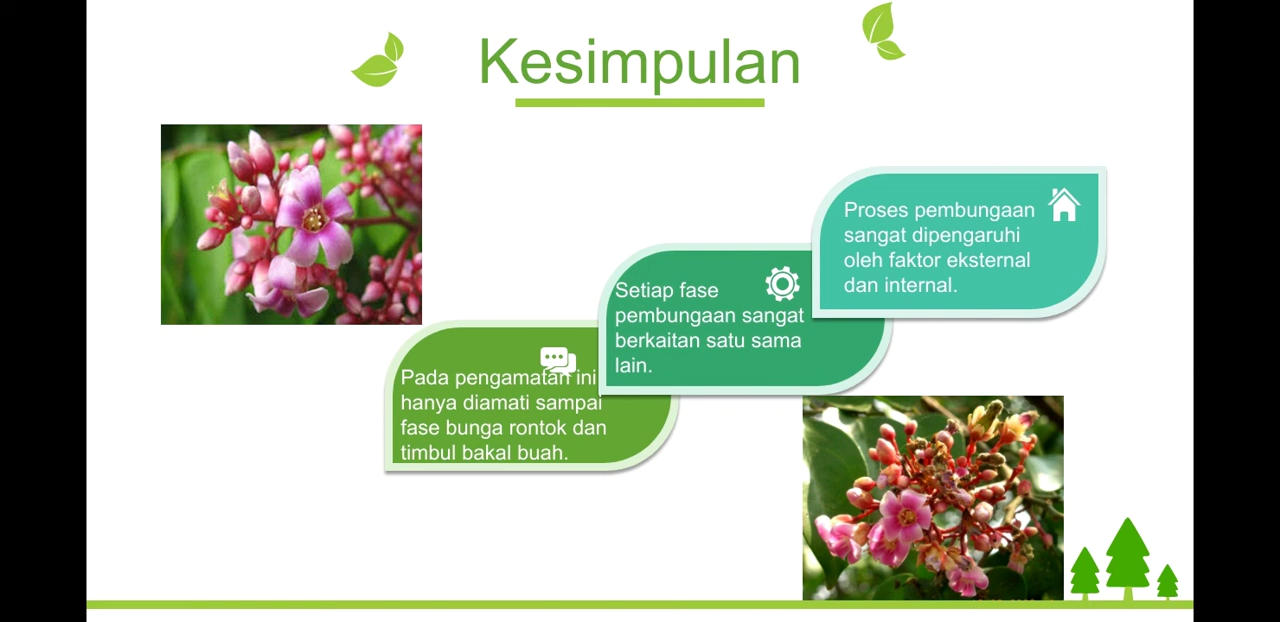 Kesimpulan
Pada pengamatan ini
hanya diamati sampai
fase bunga rontok dan
timbul bakal buah.
Setiap fase
pembungaan sangat
berkaitan satu sama
lain.
Proses pembungaan
sangat dipengaruhi
oleh faktor eksternal
dan internal.